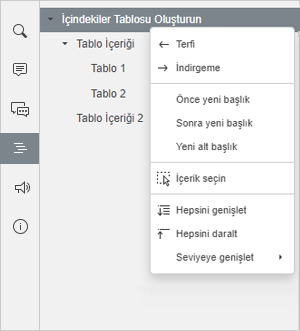 İçindekiler Tablosu Oluşturun
Tablo İçeriği
Tablo 1
Tablo 2
Tablo İçeriği 2
Terfi
İndirgeme
Önce yeni başlık
Sonra yeni başlık
Yeni alt başlık
İçerik seçin
Hepsini genişlet
Hepsini daralt
Seviyeye genişlet